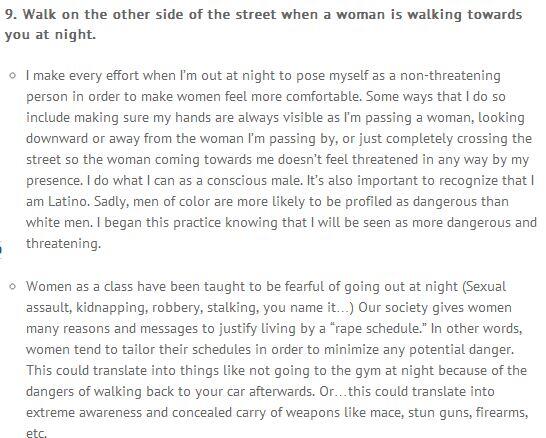 9. Walk on the other side of the street when a woman is walking towards
you at night.
I make every effort when I'm out at night to pose myself as a non-threatening
person in order to make women feel more comfortable. Some ways that I do so
include making sure my hands are always visible as I'm passing a woman, looking
downward or away from the woman I'm passing by, or just completely crossing the
street so the woman coming towards me doesn't feel threatened in any way by my
presence. I do what I can as a conscious male. It's also important to recognize that I
am Latino. Sadly, men of color are more likely to be profiled as dangerous than
white men. I began this practice knowing that I will be seen as more dangerous and
threatening.
Women as a class have been taught to be fearful of going out at night (Sexual
assault, kidnapping, robbery, stalking, you name it...) Our society gives women
many reasons and messages to justify living by a "rape schedule." In other words,
women tend to tailor their schedules in order to minimize any potential danger.
This could translate into things like not going to the gym at night because of the
dangers of walking back to your car afterwards. Or...this could translate into
extreme awareness and concealed carry of weapons like mace, stun guns, firearms,
etc.